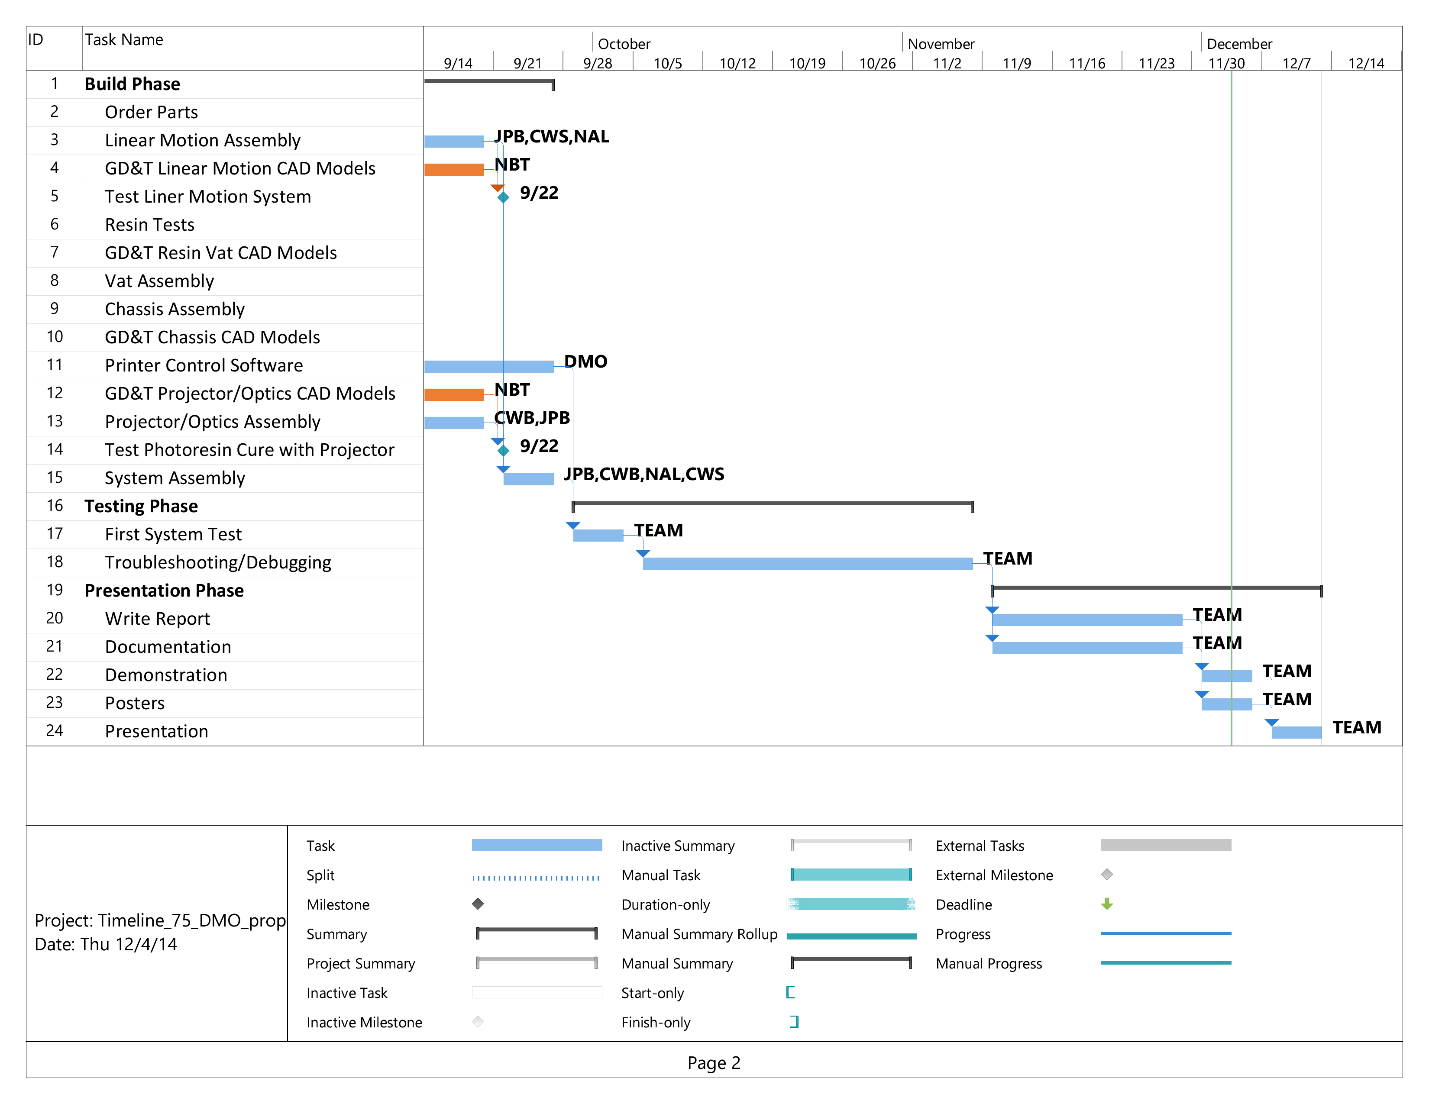 ID Task Name October November December
9/14 9/21 9/28 10/5 10/12 10/19 10/26 11/2 11/9 11/16 11/23 11/30 12/7 12/14
1 Build Phase
2 Order Parts
3 Linear Motion Assembly JPB,CWS,NAL
4 GD&T Linear Motion CAD Models NBT
5 Test Liner Motion System 9/22
6 Resin Tests
7 GD&T Resin Vat CAD Models
8 Vat Assembly
9 Chassis Assembly
10 GD&T Chassis CAD Models
11 Printer Control Software DMO
12 GD&T Projector/Optics CAD Models NBT
13 Projector/Optics Assembly CWB,JPB
14 Test Photoresin Cure with Projector 9/22
15 System Assembly JPB,CWB,NAL,CWS
16 Testing Phase
17 First System Test TEAM
18 Troubleshooting/Debugging TEAM
19 Presentation Phase
20 Write Report TEAM
21 Documentation TEAM
22 Demonstration TEAM
23 Posters TEAM
24 Presentation TEAM
Project: Timeline_75_DMO_prop
Date: Thu 12/4/14
Task Inactive Summary External Tasks
Split Manual Task External Milestone
Milestone Duration-only Deadline
Summary Manual Summary Rollup Progress
Project Summary Manual Summary Manual Progress
Inactive Task Start-only
Inactive Milestone Finish-only
Page 2